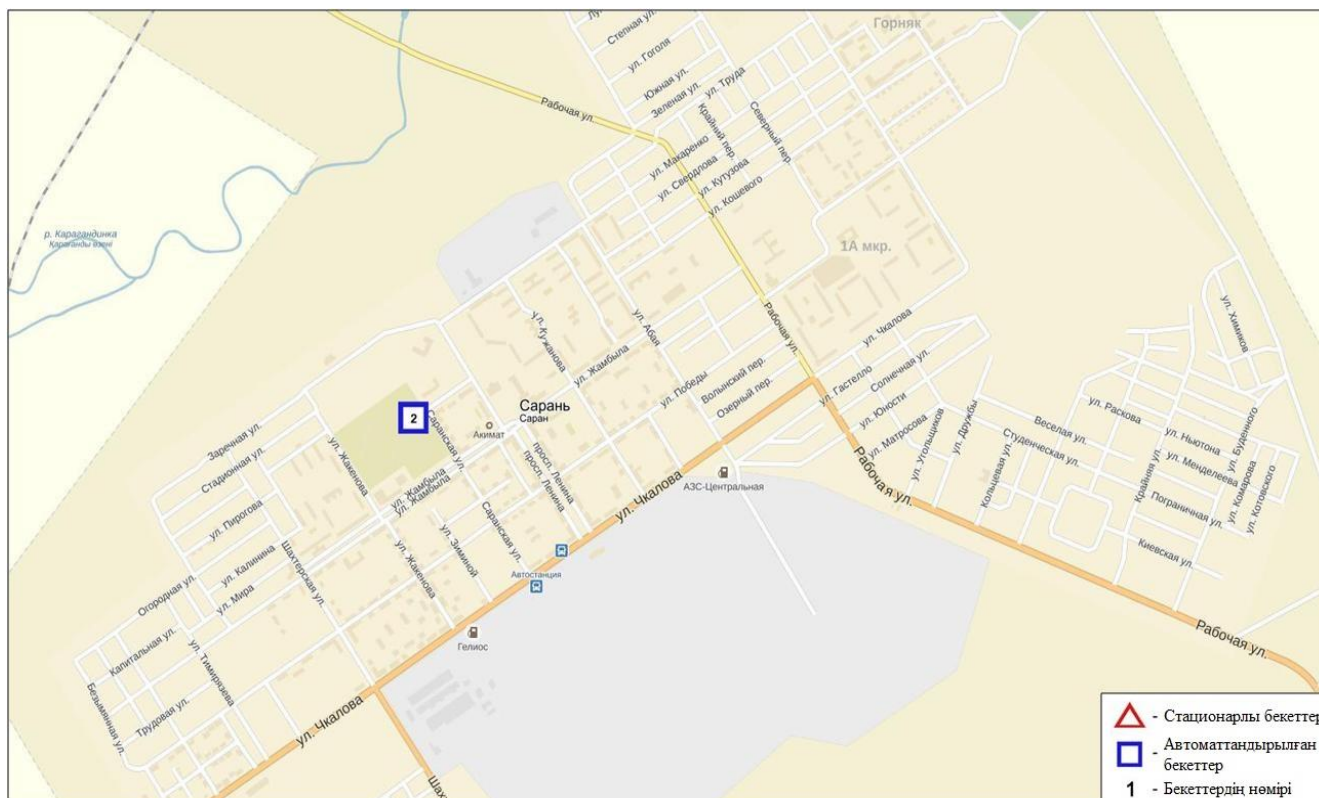 Горняк
Степная ул.
ул. Гоголя
Южная ул.
Зеленая ул.
ул. Труда
Рабочая ул.
Крайний пер.
Северный пер.
ул. Макаренко
ул. Свердлова
ул. Кутузова
ул. Кошевого
р. Карагандинка
Қарағанды өзені
1А мкр.
ул. Химиков
ул. Кужанова
ул. Абая
Рабочая ул.
ул. Чкалова
ул. Жамбыла
ул. Победы
Волынский пер.
Озерный пер.
ул. Гастелло
Солнечная ул.
ул. Юности
ул. Матросова
ул. Угольщиков
ул. Дружбы
Веселая ул.
Студенческая ул.
Кольцевая ул.
ул. Раскова
ул. Ньютона
ул. Буденного
ул. Менделеева
Крайняя ул.
Пограничная ул.
ул. Комарова
ул. Котовского
Киевская ул.
2
Сарань
Саран
Акимат
Саранская ул.
Заречная ул.
Стадионная ул.
ул. Жакенова
ул. Жамбыла
ул. Жамбыла
просп. Ленина
просп. Ленина
АЗС-Центральная
ул. Чкалова
Рабочая ул.
ул. Пирогова
ул. Калинина
ул. Мира
Шахтерская ул.
ул. Жакенова
ул. Зиминой
Саранская ул.
Автостанция
Огородная ул.
Капитальная ул.
ул. Тимирязева
Гелиос
Рабочая ул.
Безымянная ул.
Трудовая ул.
ул. Чкалова
- Стационарлы бекеттер
- Автоматтандырылған
бекеттер
1 - Бекеттердің нөмірі